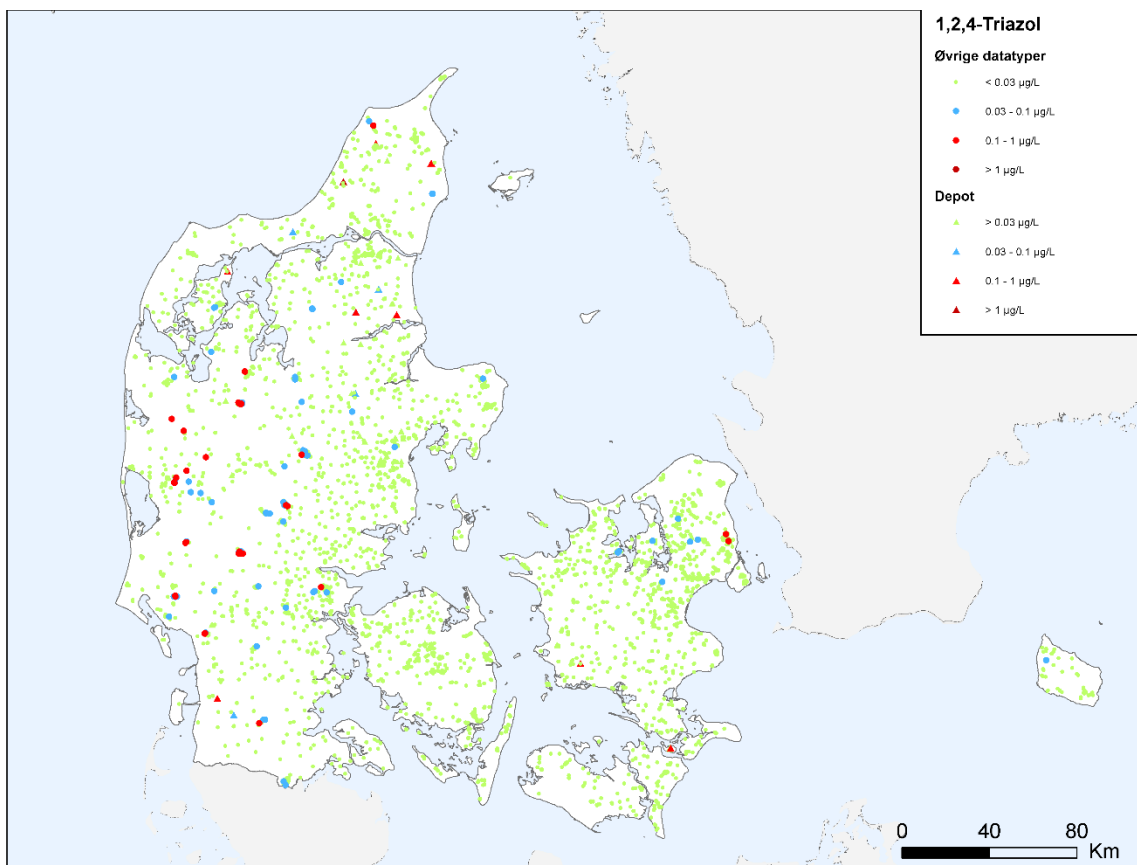 1,2,4-Triazol
Øvrige datatyper
< 0.03 µg/L
0.03 - 0.1 µg/L
0.1 - 1 µg/L
> 1 µg/L
Depot
> 0.03 µg/L
0.03 - 0.1 µg/L
0.1 - 1 µg/L
> 1 µg/L
0 40 80
Km